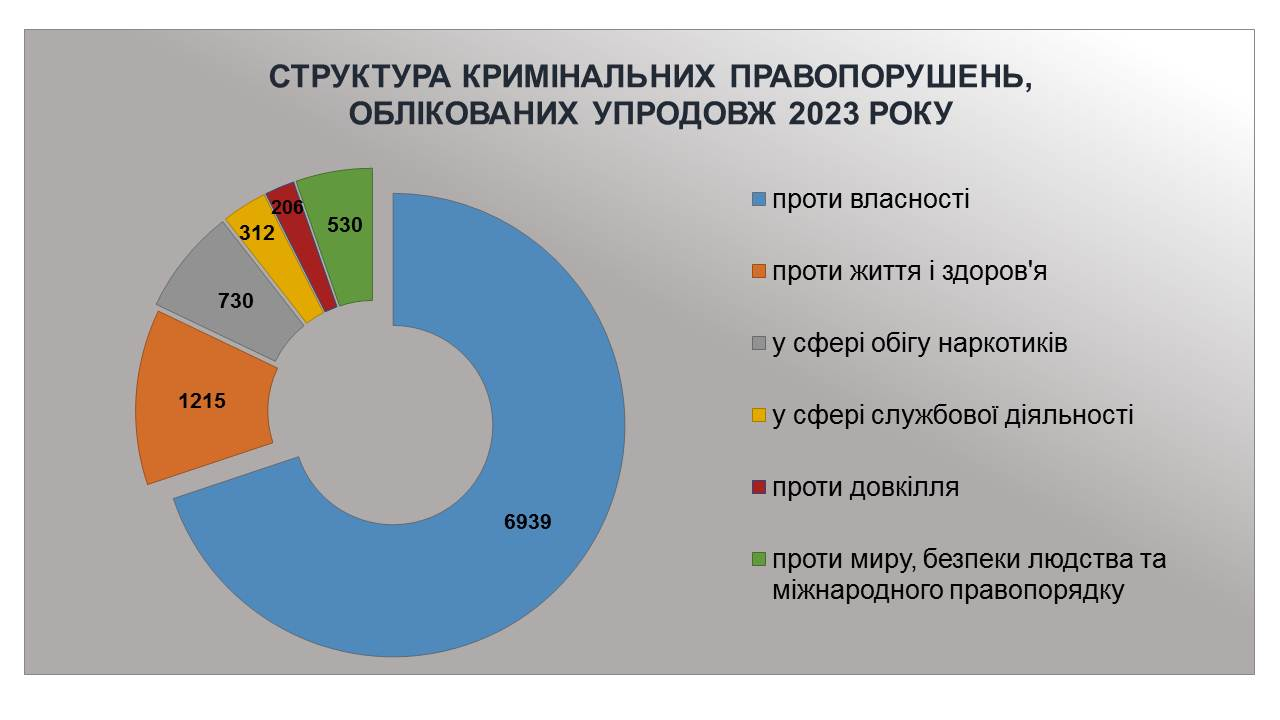 СТРУКТУРА КРИМІНАЛЬНИХ ПРАВОПОРУШЕНЬ,
ОБЛІКОВАНИХ УПРОДОВЖ 2023 РОКУ
206
530
312
730
1215
6939
проти власності
проти життя і здоров'я
у сфері обігу наркотиків
у сфері службової діяльності
проти довкілля
проти миру, безпеки людства та
міжнародного правопорядку